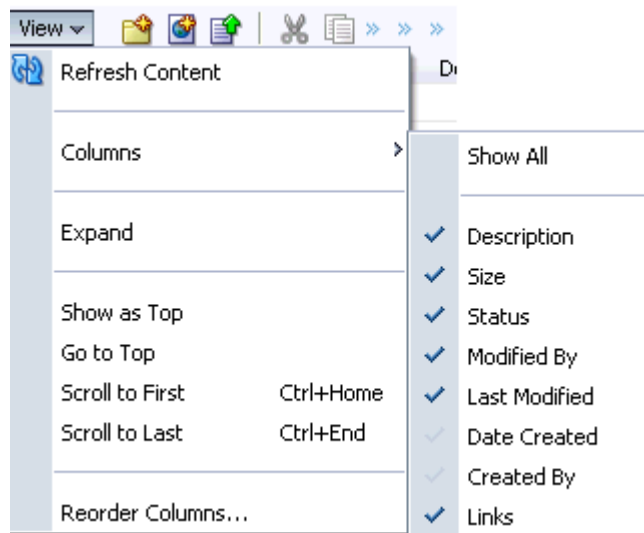 View
D
Refresh Content
Columns
Show All
Expand
Description
Size
Show as Top
Status
Go to Top
Modified By
Scroll to First Ctrl+Home
Last Modified
Scroll to Last Ctrl+End
Date Created
Created By
Reorder Columns...
Links